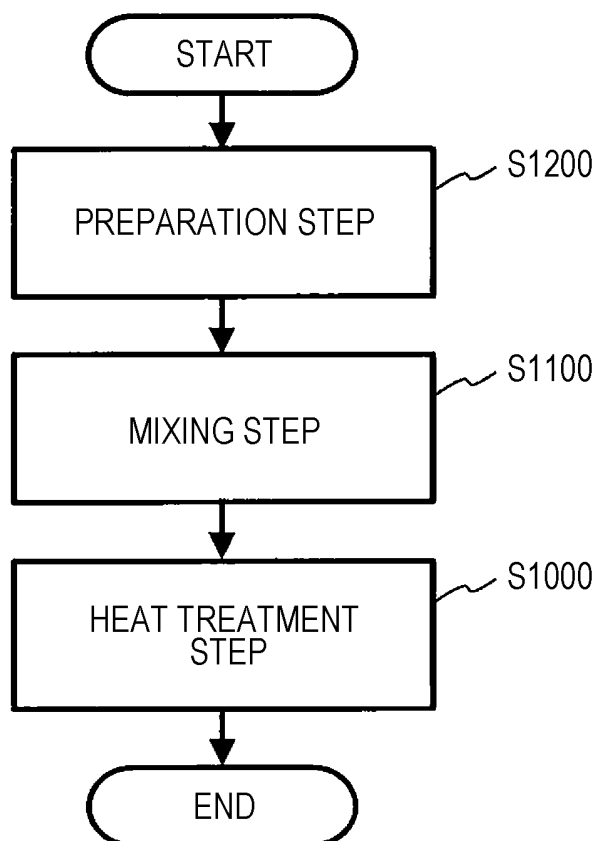 START
S1200
PREPARATION STEP
S1100
MIXING STEP
S1000
HEAT TREATMENT
STEP
END